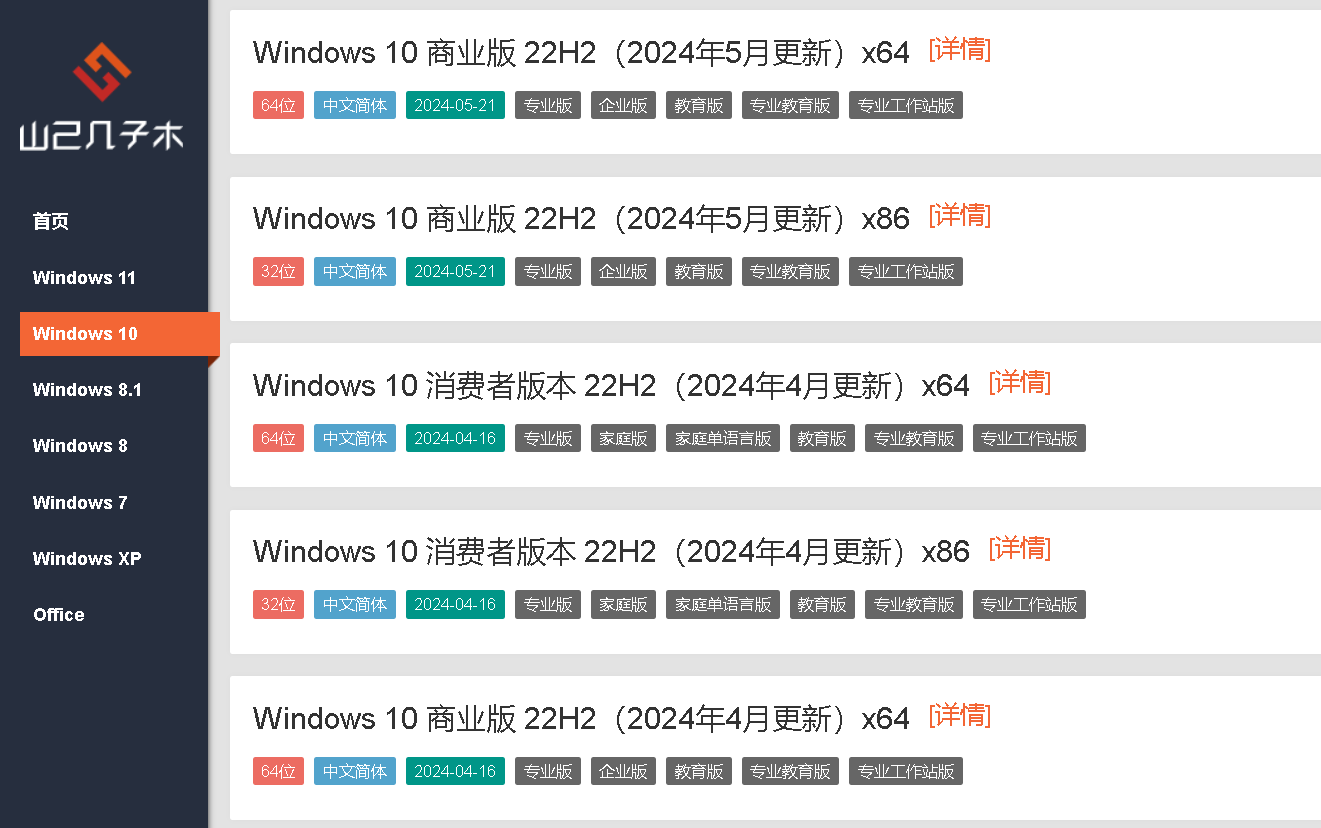 山己几子木
首页
Windows 11
Windows 10
Windows 8.1
Windows 8
Windows 7
Windows XP
Office
Windows 10 商业版 22H2（2024年5月更新）x64 [详情]
64位 中文简体 2024-05-21 专业版 企业版 教育版 专业教育版 专业工作站版
Windows 10 商业版 22H2（2024年5月更新）x86 [详情]
32位 中文简体 2024-05-21 专业版 企业版 教育版 专业教育版 专业工作站版
Windows 10 消费者版本 22H2（2024年4月更新）x64 [详情]
64位 中文简体 2024-04-16 专业版 家庭版 家庭单语言版 教育版 专业教育版 专业工作站版
Windows 10 消费者版本 22H2（2024年4月更新）x86 [详情]
32位 中文简体 2024-04-16 专业版 家庭版 家庭单语言版 教育版 专业教育版 专业工作站版
Windows 10 商业版 22H2（2024年4月更新）x64 [详情]
64位 中文简体 2024-04-16 专业版 企业版 教育版 专业教育版 专业工作站版